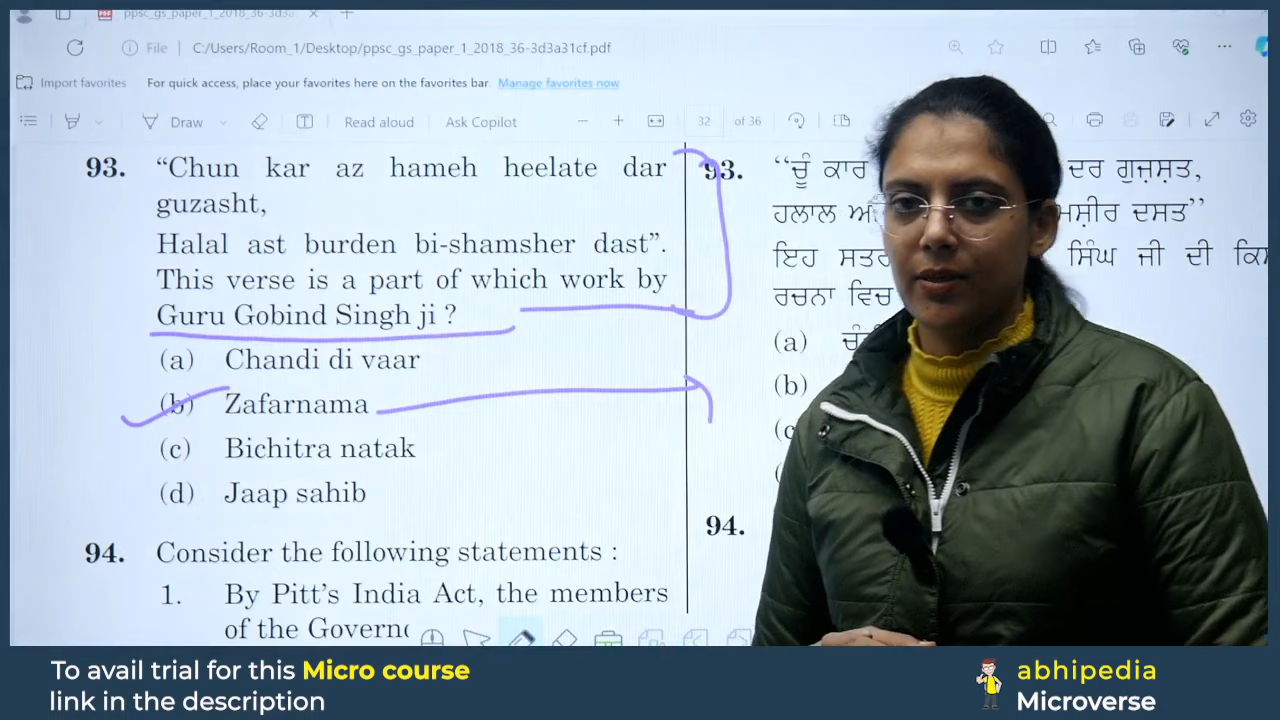 ppsc_gs_paper_1_2018_36-3d3a
File C:/Users/Room_1/Desktop/ppsc_gs_paper_1_2018_36-3d3a31cf.pdf
Import favorites For quick access, place your favorites here on the favorites bar. Manage favorites now
Draw Read aloud Ask Copilot 32 of 36
93. “Chun kar az hameh heelate dar
guzasht,
Halal ast burden bi-shamsher dast”.
This verse is a part of which work by
Guru Gobind Singh ji ?
(a) Chandi di vaar
(b) Zafarnama
(c) Bichitra natak
(d) Jaap sahib
94. Consider the following statements :
1. By Pitt’s India Act, the members
of the Govern
93. “ਚੂੰ ਕਾਰ ਦਰ ਗੁਜ਼ਸ਼ਤ,
ਹਲਾਲ ਦਸਤ”
ਇਹ ਸਿੰਘ ਜੀ ਦੀ
ਰਚਨਾ ਵਿਚ
(a)
(b)
94.
To avail trial for this Micro course
link in the description
abhipedia
Microverse